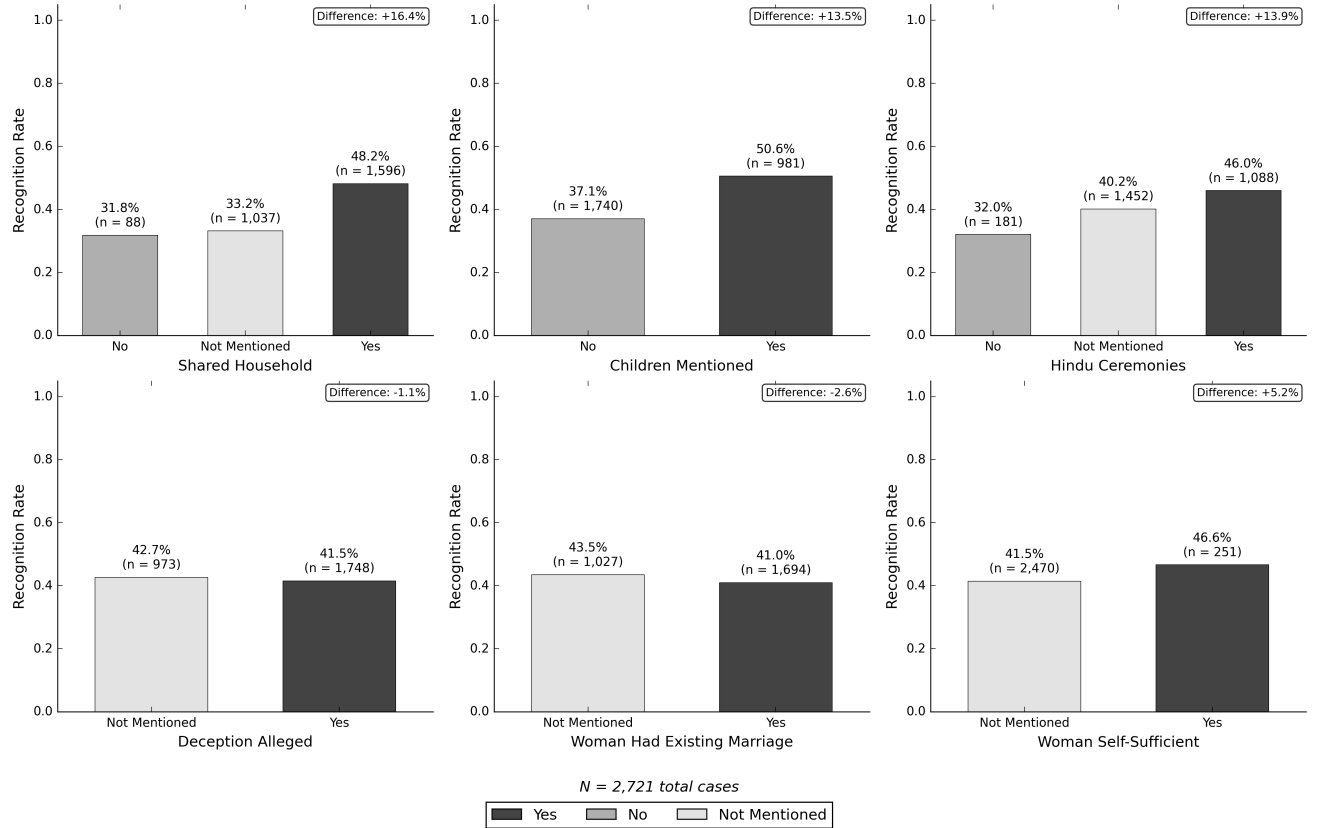 Difference: +16.4%
1.0
0.8
0.6
0.4
0.2
0.0
Recognition Rate
31.8%
(n = 88)
33.2%
(n = 1,037)
48.2%
(n = 1,596)
No
Not Mentioned
Yes
Shared Household
Difference: +13.5%
1.0
0.8
0.6
0.4
0.2
0.0
Recognition Rate
37.1%
(n = 1,740)
50.6%
(n = 981)
No
Yes
Children Mentioned
Difference: +13.9%
1.0
0.8
0.6
0.4
0.2
0.0
Recognition Rate
32.0%
(n = 181)
40.2%
(n = 1,452)
46.0%
(n = 1,088)
No
Not Mentioned
Yes
Hindu Ceremonies
Difference: -1.1%
1.0
0.8
0.6
0.4
0.2
0.0
Recognition Rate
42.7%
(n = 973)
41.5%
(n = 1,748)
Not Mentioned
Yes
Deception Alleged
Difference: -2.6%
1.0
0.8
0.6
0.4
0.2
0.0
Recognition Rate
43.5%
(n = 1,027)
41.0%
(n = 1,694)
Not Mentioned
Yes
Woman Had Existing Marriage
Difference: +5.2%
1.0
0.8
0.6
0.4
0.2
0.0
Recognition Rate
41.5%
(n = 2,470)
46.6%
(n = 251)
Not Mentioned
Yes
Woman Self-Sufficient
N = 2,721 total cases
Yes
No
Not Mentioned